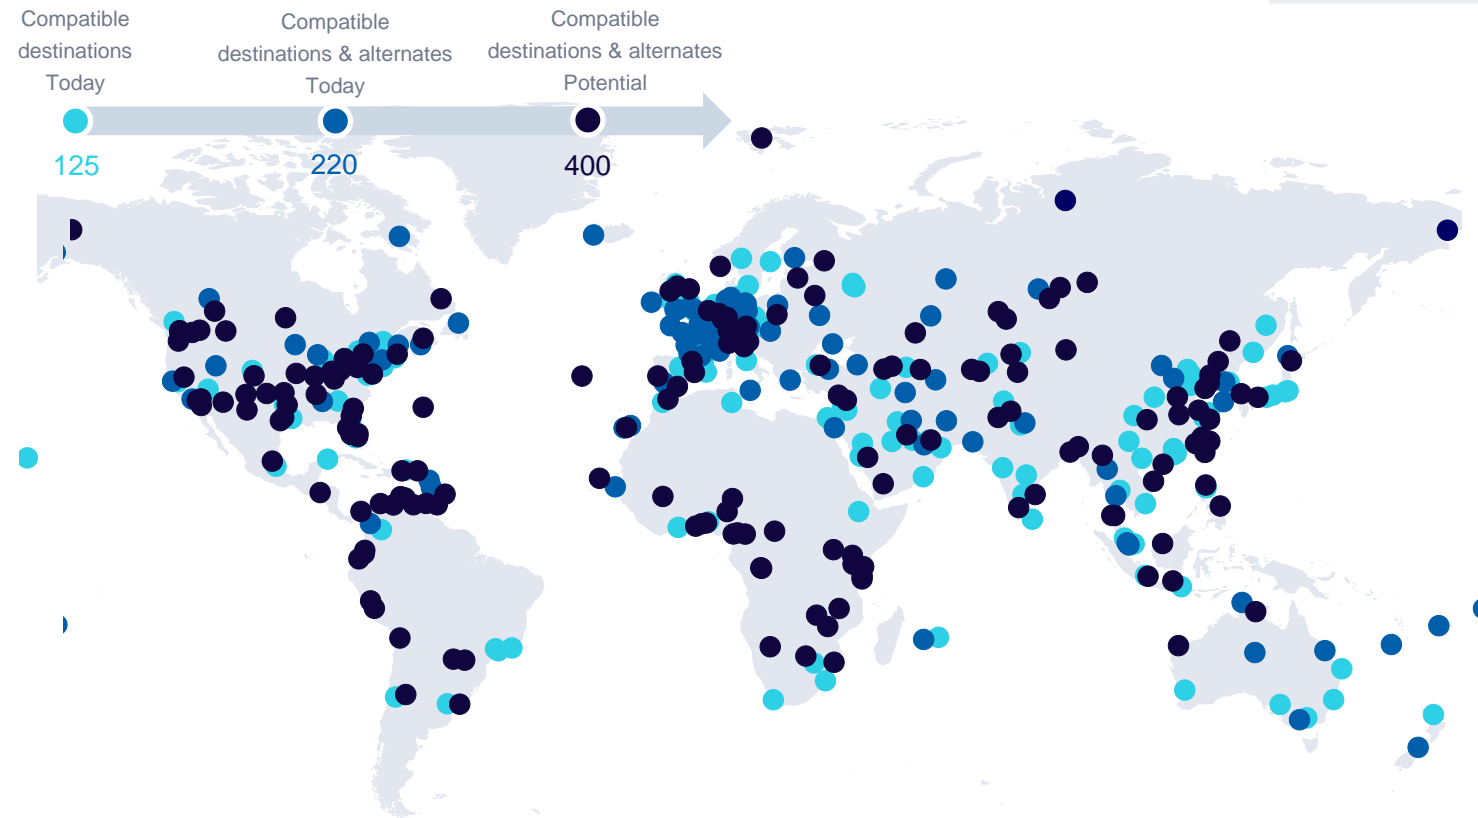 Compatible
destinations
Today
125
Compatible
destinations & alternates
Today
220
Compatible
destinations & alternates
Potential
400